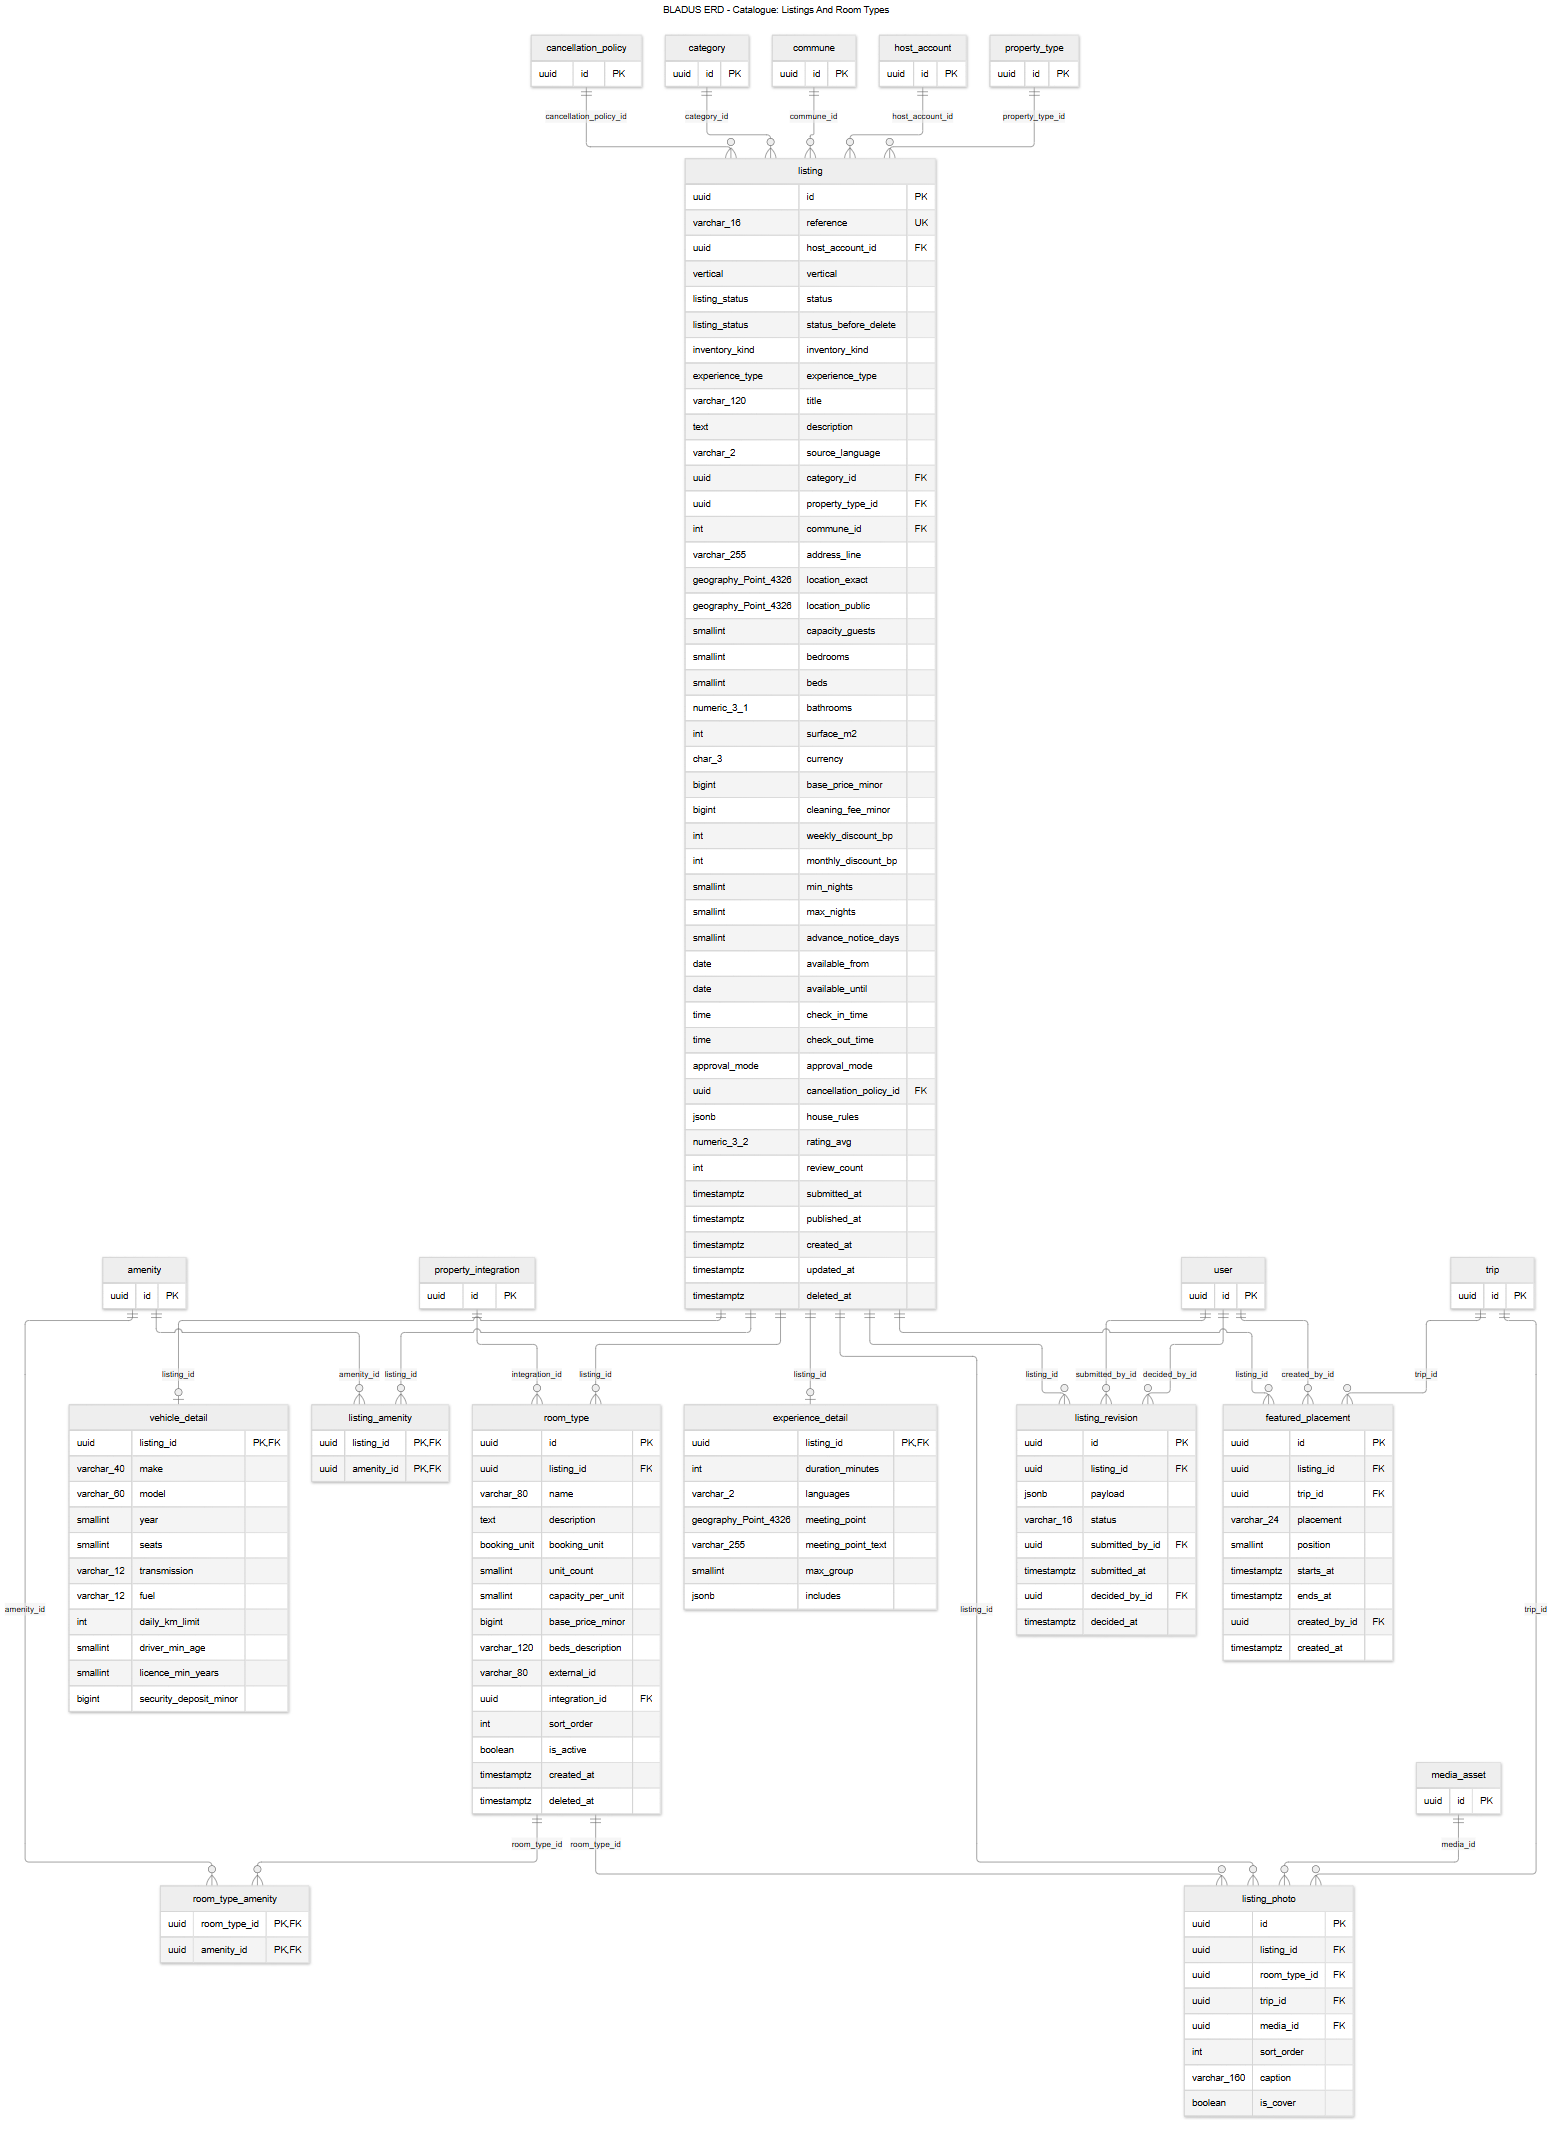 BLADUS ERD - Catalogue: Listings And Room Types
cancellation_policy
uuid id PK
category
uuid id PK
commune
uuid id PK
host_account
uuid id PK
property_type
uuid id PK
cancellation_policy_id
category_id
commune_id
host_account_id
property_type_id
listing
uuid id PK
varchar_16 reference UK
uuid host_account_id FK
vertical vertical
listing_status status
listing_status status_before_delete
inventory_kind inventory_kind
experience_type experience_type
varchar_120 title
text description
varchar_2 source_language
uuid category_id FK
uuid property_type_id FK
int commune_id FK
varchar_255 address_line
geography_Point_4326 location_exact
geography_Point_4326 location_public
smallint capacity_guests
smallint bedrooms
smallint beds
numeric_3_1 bathrooms
int surface_m2
char_3 currency
bigint base_price_minor
bigint cleaning_fee_minor
int weekly_discount_bp
int monthly_discount_bp
smallint min_nights
smallint max_nights
smallint advance_notice_days
date available_from
date available_until
time check_in_time
time check_out_time
approval_mode approval_mode
uuid cancellation_policy_id FK
jsonb house_rules
numeric_3_2 rating_avg
int review_count
timestamptz submitted_at
timestamptz published_at
timestamptz created_at
timestamptz updated_at
timestamptz deleted_at
amenity
uuid id PK
property_integration
uuid id PK
user
uuid id PK
trip
uuid id PK
listing_id
amenity_id
listing_id
integration_id
listing_id
listing_id
listing_id
submitted_by_id
decided_by_id
listing_id
created_by_id
trip_id
vehicle_detail
uuid listing_id PK,FK
varchar_40 make
varchar_60 model
smallint year
smallint seats
varchar_12 transmission
varchar_12 fuel
int daily_km_limit
smallint driver_min_age
smallint licence_min_years
bigint security_deposit_minor
listing_amenity
uuid listing_id PK,FK
uuid amenity_id PK,FK
room_type
uuid id PK
uuid listing_id FK
varchar_80 name
text description
booking_unit booking_unit
smallint unit_count
smallint capacity_per_unit
bigint base_price_minor
varchar_120 beds_description
varchar_80 external_id
uuid integration_id FK
int sort_order
boolean is_active
timestamptz created_at
timestamptz deleted_at
experience_detail
uuid listing_id PK,FK
int duration_minutes
varchar_2 languages
geography_Point_4326 meeting_point
varchar_255 meeting_point_text
smallint max_group
jsonb includes
listing_revision
uuid id PK
uuid listing_id FK
jsonb payload
varchar_16 status
uuid submitted_by_id FK
timestamptz submitted_at
uuid decided_by_id FK
timestamptz decided_at
featured_placement
uuid id PK
uuid listing_id FK
uuid trip_id FK
varchar_24 placement
smallint position
timestamptz starts_at
timestamptz ends_at
uuid created_by_id FK
timestamptz created_at
amenity_id
listing_id
trip_id
media_asset
uuid id PK
room_type_id
room_type_id
media_id
room_type_amenity
uuid room_type_id PK,FK
uuid amenity_id PK,FK
listing_photo
uuid id PK
uuid listing_id FK
uuid room_type_id FK
uuid trip_id FK
uuid media_id FK
int sort_order
varchar_160 caption
boolean is_cover